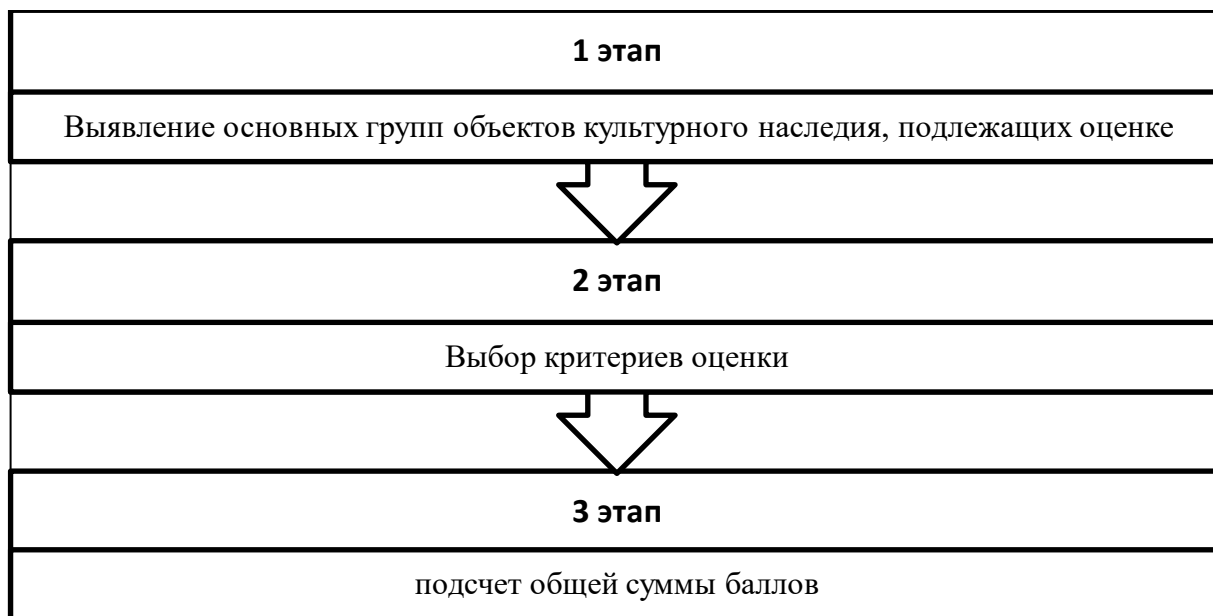 1 этап
Выявление основных групп объектов культурного наследия, подлежащих оценке
2 этап
Выбор критериев оценки
3 этап
подсчет общей суммы баллов